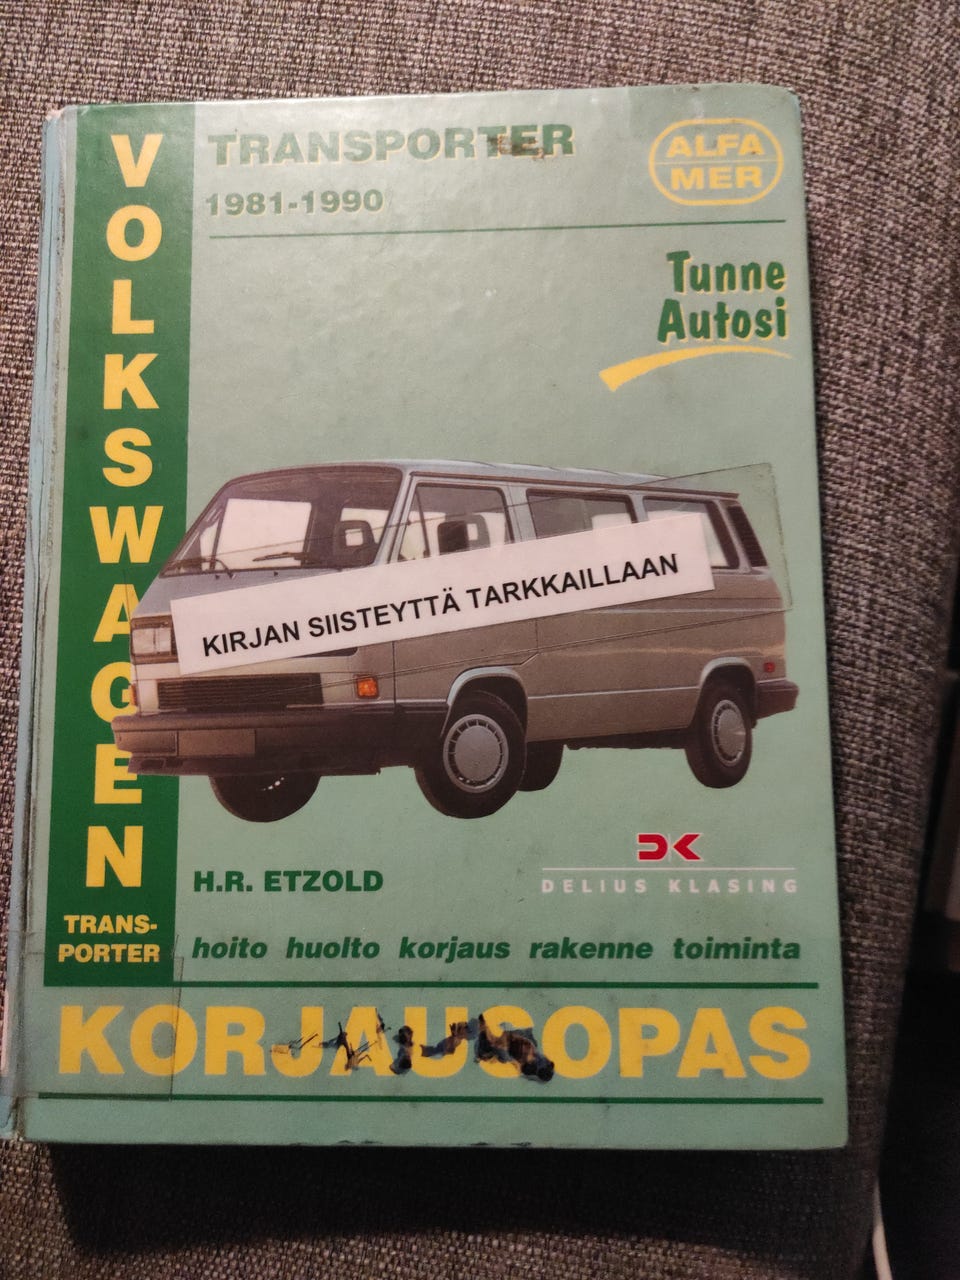 VOLKSWAGEN
TRANS-
PORTER
TRANSPORTER
1981-1990
ALFA
MER
Tunne
Autosi
KIRJAN SIISTEYTTÄ TARKKAILLAAN
H.R. ETZOLD
DK
DELIUS KLASING
hoito huolto korjaus rakenne toiminta
KORJAUSOPAS